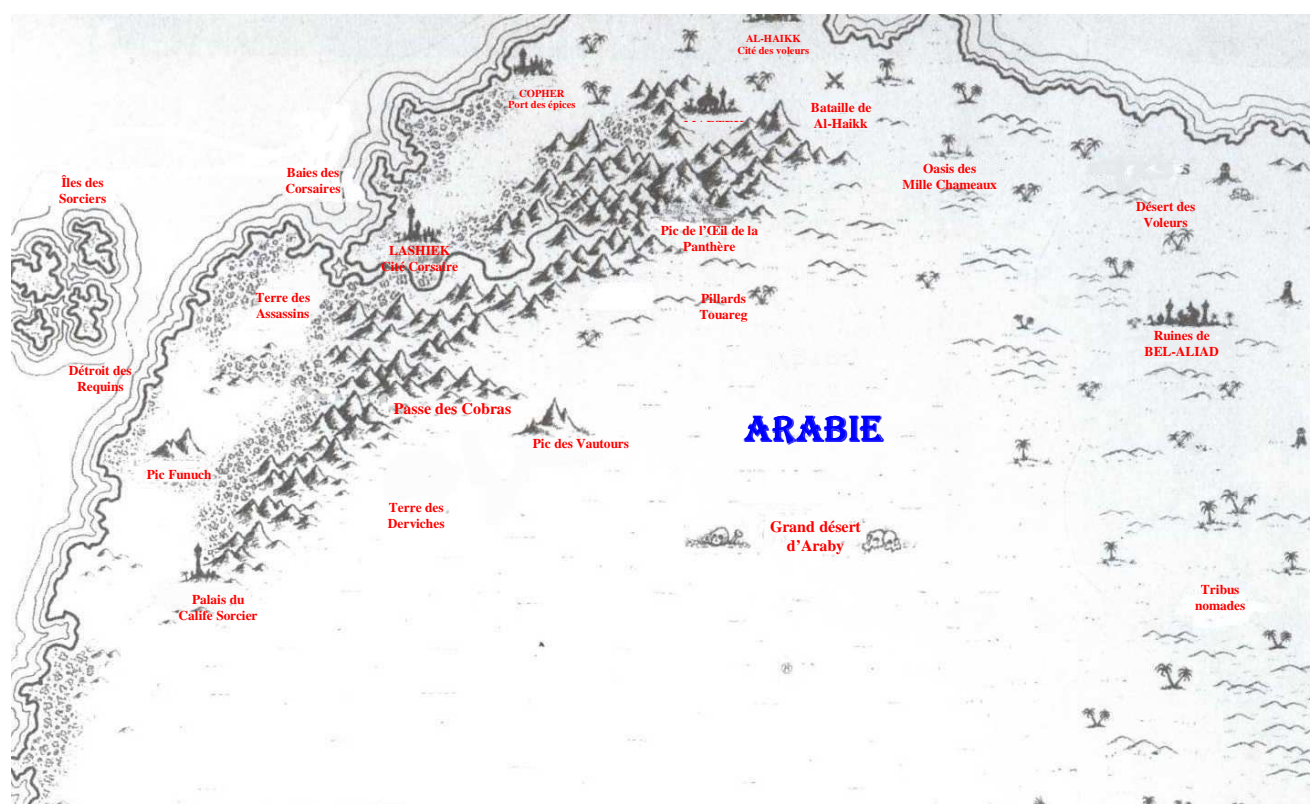 AL-HAIKK
Cité des voleurs
COPHER
Port des épices
Bataille de
Al-Haikk
Oasis des
Mille Chameaux
Baies des
Corsaires
Îles des
Sorciers
Désert des
Voleurs
Pic de l'Œil de la
Panthère
LASHIEK
Cité Corsaire
Terre des
Assassins
Pillards
Touareg
Ruines de
BEL-ALIAD
Détroit des
Requins
Passe des Cobras
ARABIE
Pic des Vautours
Pic Funuch
Terre des
Derviches
Grand désert
d'Araby
Palais du
Calife Sorcier
Tribus
nomades